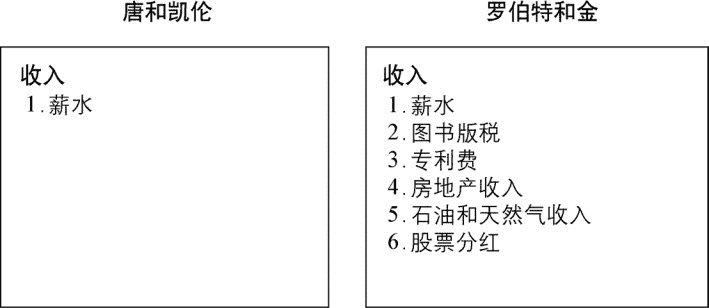 唐和凯伦
收入
1.薪水
罗伯特和金
收入
1.薪水
2.图书版税
3.专利费
4.房地产收入
5.石油和天然气收入
6.股票分红